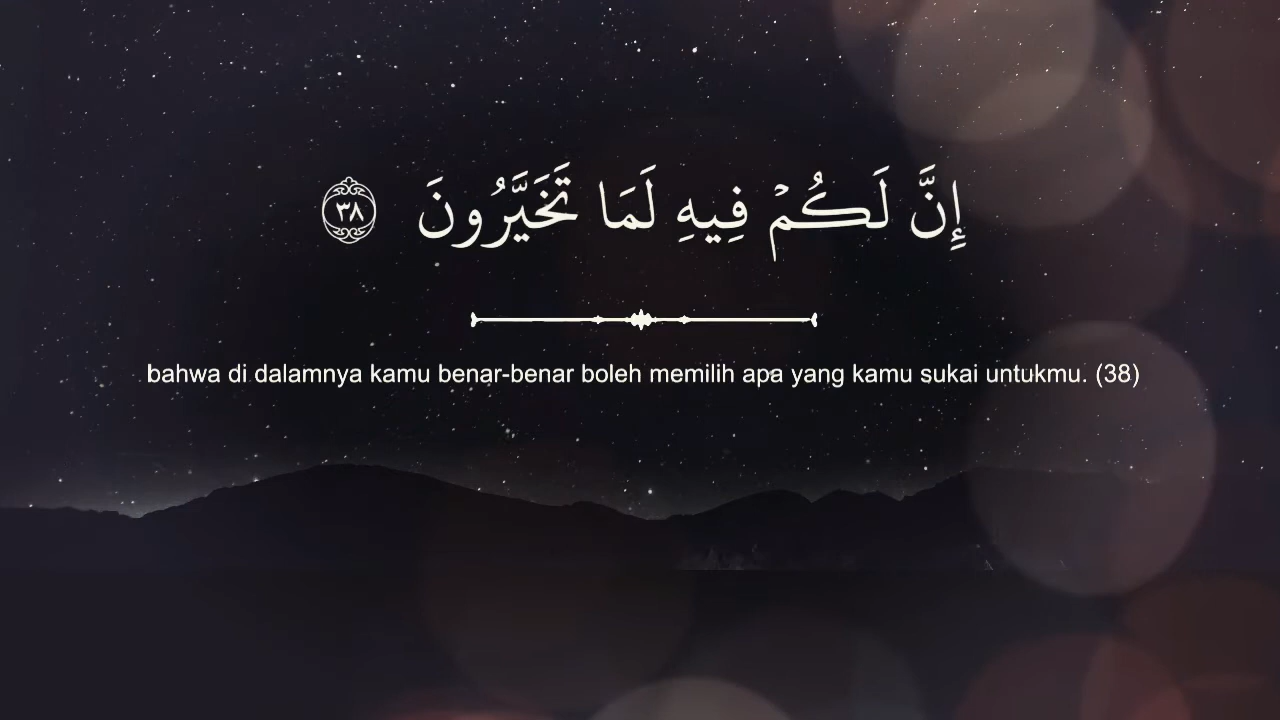 إِنَّ لَكُمْ فِيهِ لَمَا تَخَيَّرُونَ ٣٨
bahwa di dalamnya kamu benar-benar boleh memilih apa yang kamu sukai untukmu. (38)